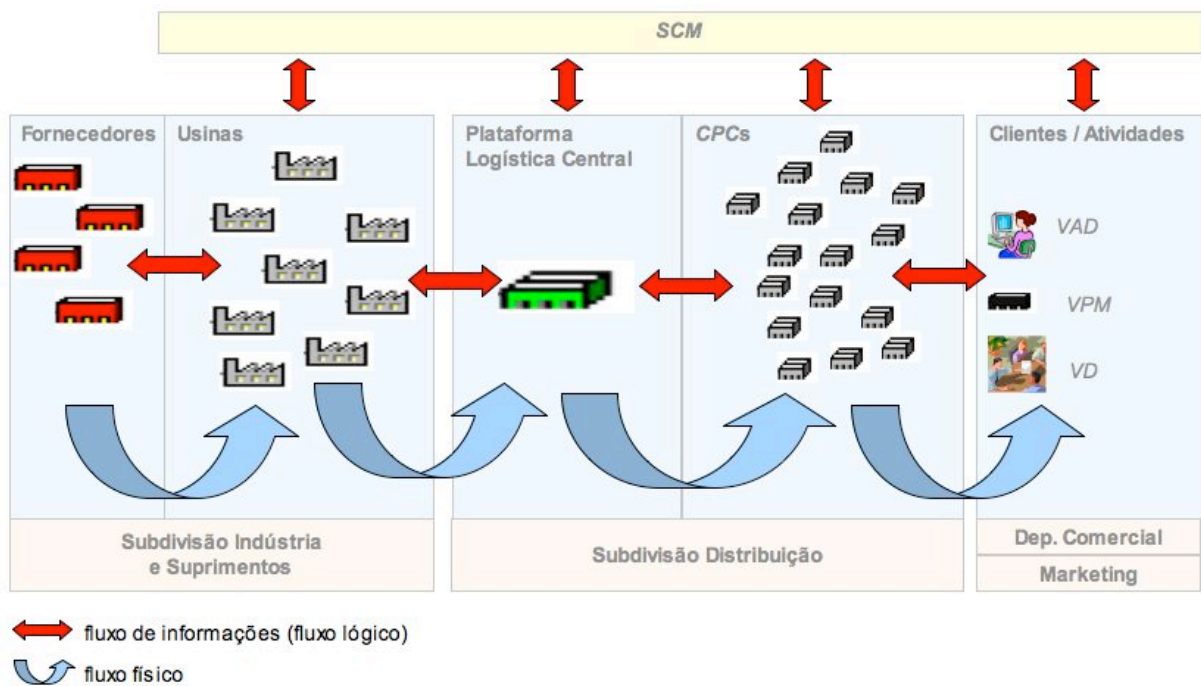 SCM
Fornecedores
Usinas
Plataforma
Logística Central
CPCs
Clientes / Atividades
VAD
VPM
VD
Subdivisão Indústria
e Suprimentos
Subdivisão Distribuição
Dep. Comercial
Marketing
fluxo de informações (fluxo lógico)
fluxo físico